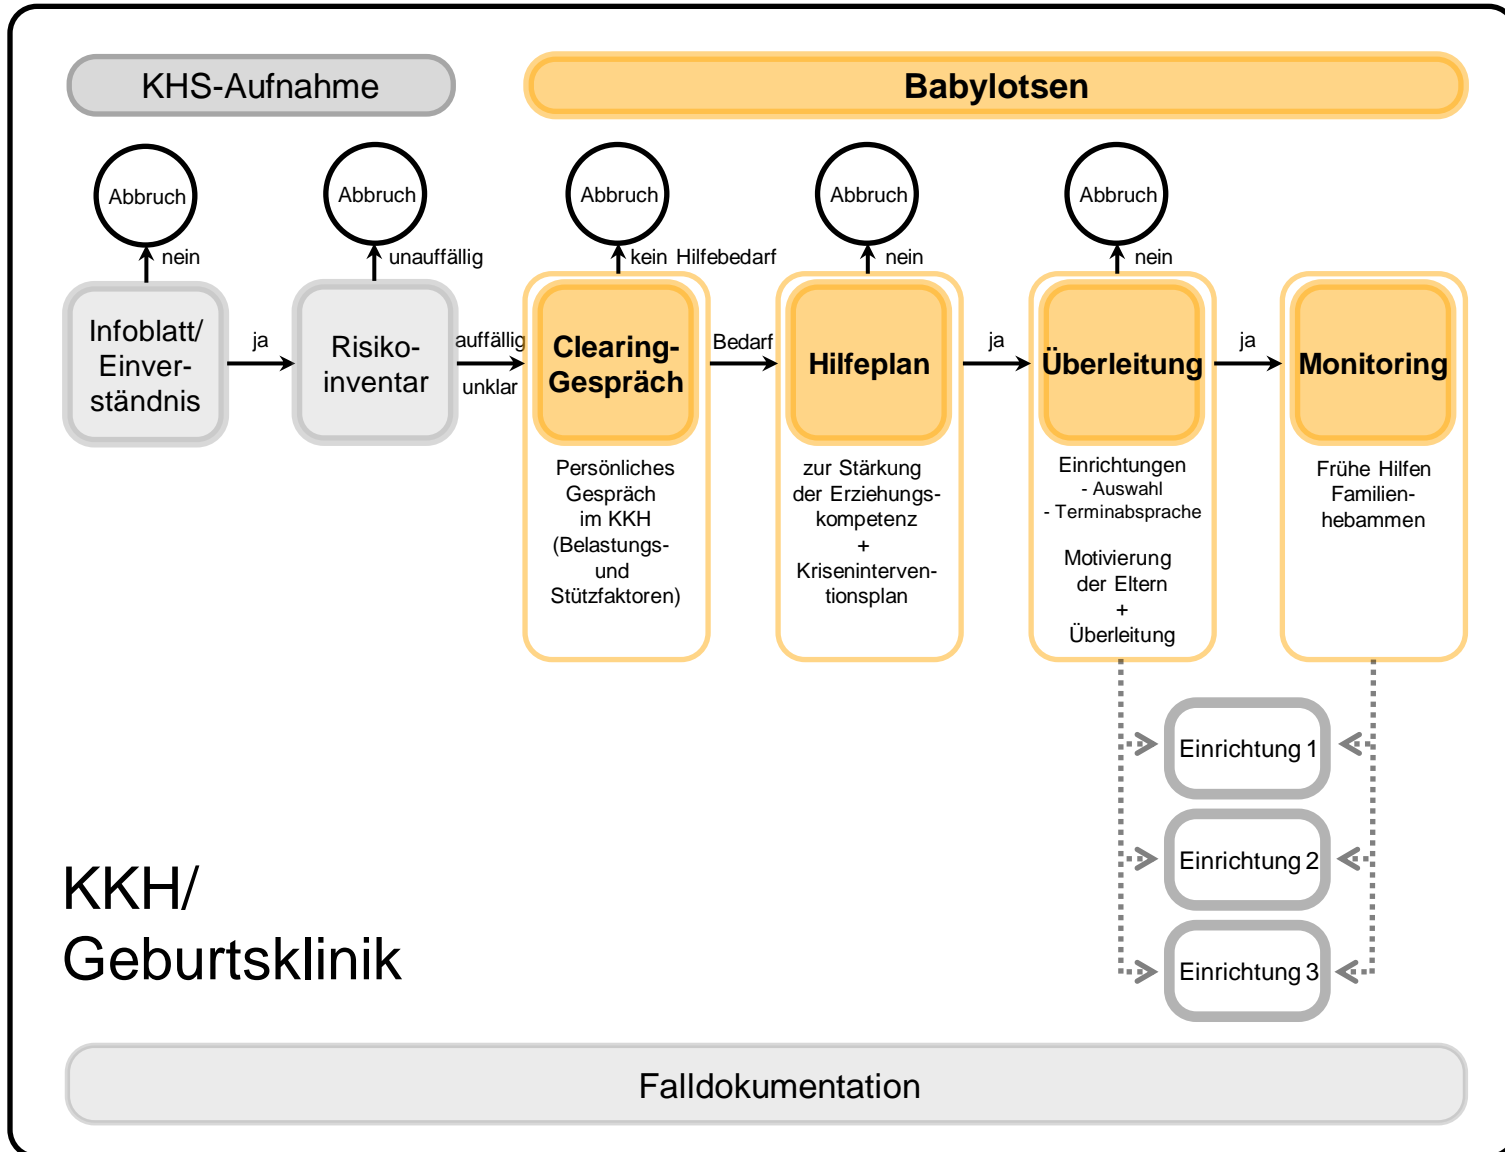 KHS-Aufnahme
Babylotsen
Abbruch
Abbruch
Abbruch
Abbruch
Abbruch
nein
unauffällig
kein Hilfebedarf
nein
nein
Infoblatt/
Einver-
ständnis
ja
Risiko-
inventar
auffällig
unklar
Clearing-
Gespräch
Bedarf
Hilfeplan
ja
Überleitung
ja
Monitoring
Persönliches
Gespräch
im KKH
(Belastungs-
und
Stützfaktoren)
zur Stärkung
der Erziehungs-
kompetenz
+
Kriseninterven-
tionsplan
Einrichtungen
- Auswahl
- Terminabsprache
Motivierung
der Eltern
+
Überleitung
Frühe Hilfen
Familien-
hebammen
Einrichtung 1
Einrichtung 2
Einrichtung 3
KKH/
Geburtsklinik
Falldokumentation